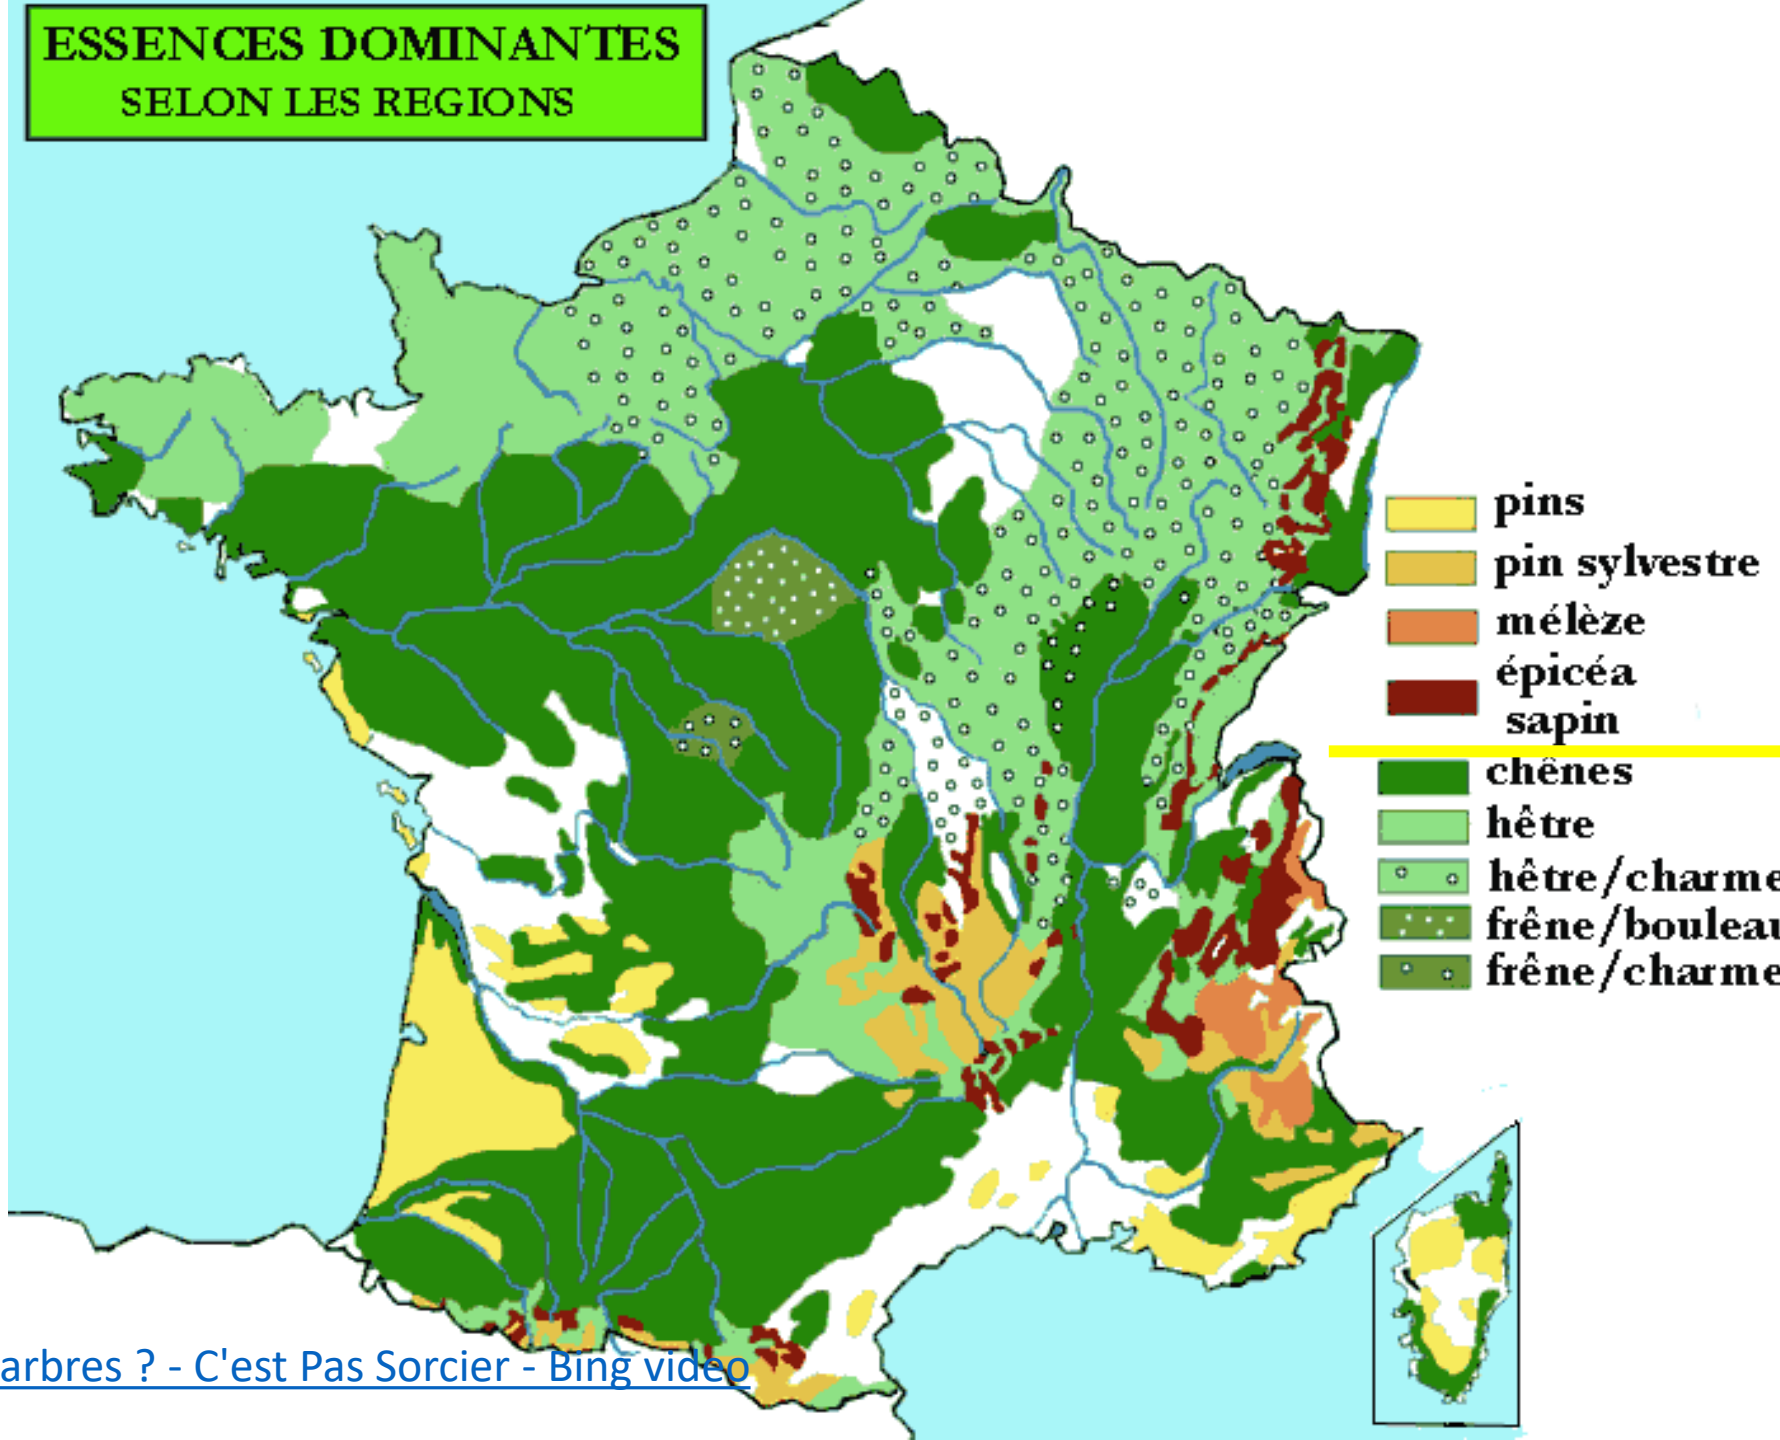 ESSENCES DOMINANTES
SELON LES REGIONS
pins
pin sylvestre
mélèze
épicéa
sapin
chênes
hêtre
hêtre/charme
frêne/bouleau
frêne/charme
arbres ? - C'est Pas Sorcier - Bing video